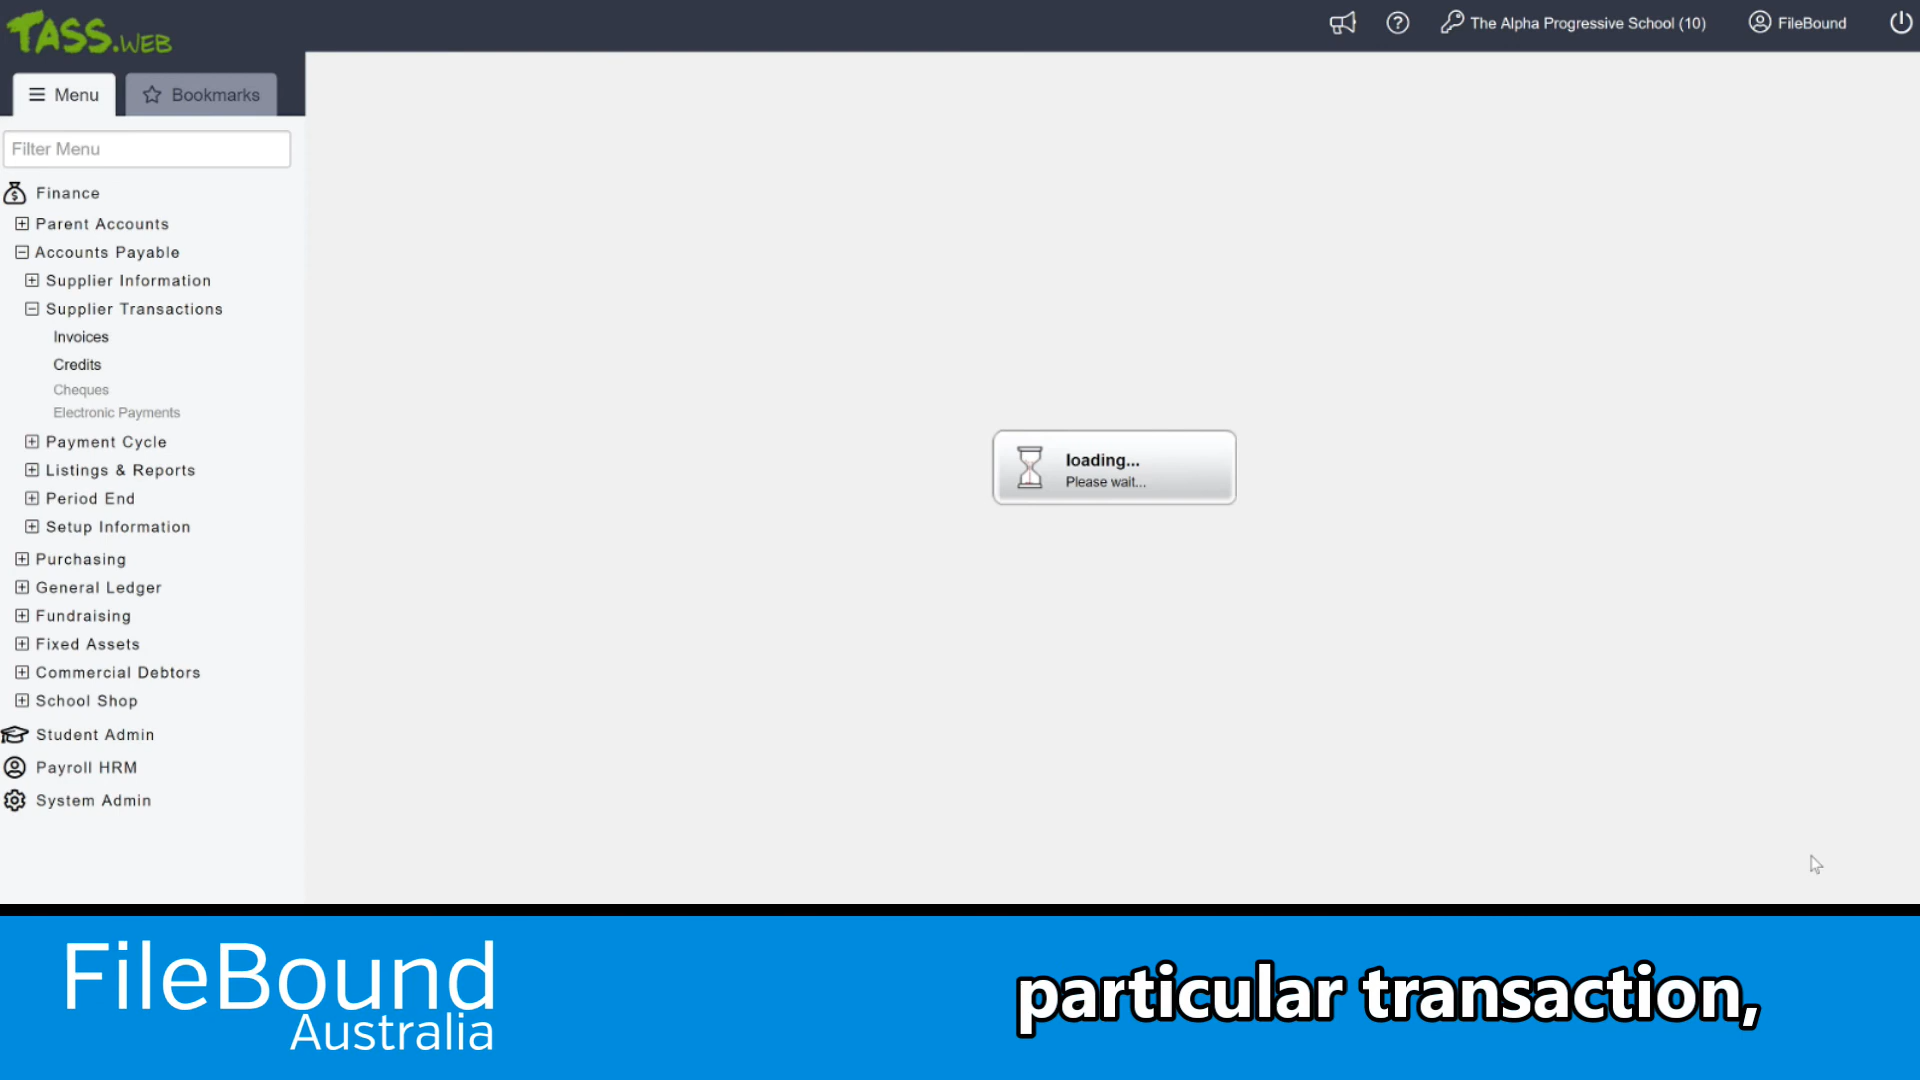 TASS.WEB
The Alpha Progressive School (10)
FileBound
Menu
Bookmarks
Filter Menu
Finance
Parent Accounts
Accounts Payable
Supplier Information
Supplier Transactions
Invoices
Credits
Cheques
Electronic Payments
Payment Cycle
Listings & Reports
Period End
Setup Information
Purchasing
General Ledger
Fundraising
Fixed Assets
Commercial Debtors
School Shop
Student Admin
Payroll HRM
System Admin
loading...
Please wait...
FileBound
Australia
particular transaction,